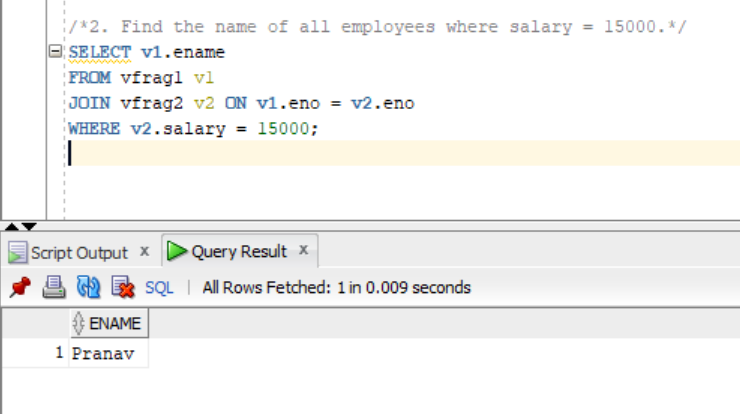 /*2. Find the name of all employees where salary = 15000.*/
SELECT v1.ename
FROM vfrag1 v1
JOIN vfrag2 v2 ON v1.eno = v2.eno
WHERE v2.salary = 15000;
Script Output x Query Result x
SQL | All Rows Fetched: 1 in 0.009 seconds
ENAME
1 Pranav